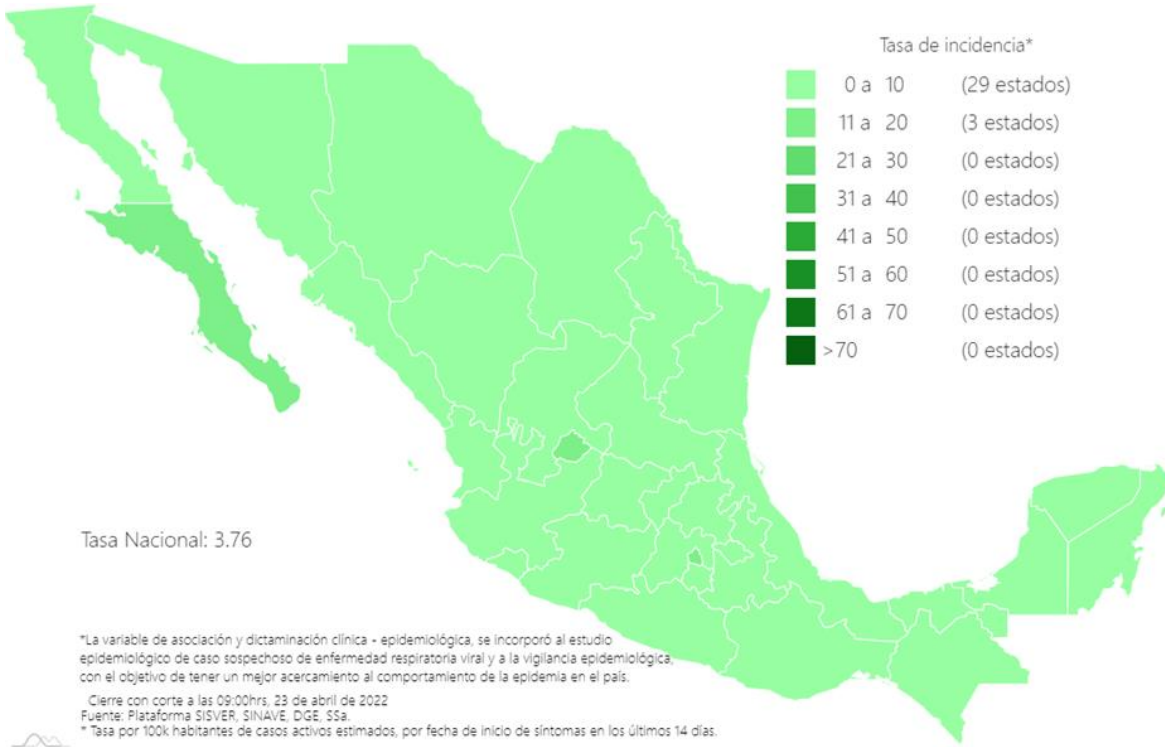 Tasa de incidencia*
0 a 10 (29 estados)
11 a 20 (3 estados)
21 a 30 (0 estados)
31 a 40 (0 estados)
41 a 50 (0 estados)
51 a 60 (0 estados)
61 a 70 (0 estados)
>70 (0 estados)
Tasa Nacional: 3.76
*La variable de asociación y dictaminación clínica - epidemiológica, se incorporó al estudio
epidemiológico de caso sospechoso de enfermedad respiratoria viral y a la vigilancia epidemiológica,
con el objetivo de tener un mejor acercamiento al comportamiento de la epidemia en el país.
Cierre con corte a las 09:00hrs, 23 de abril de 2022
Fuente: Plataforma SISVER, SINAVE, DGE, SSa.
* Tasa por 100k habitantes de casos activos estimados, por fecha de inicio de síntomas en los últimos 14 días.